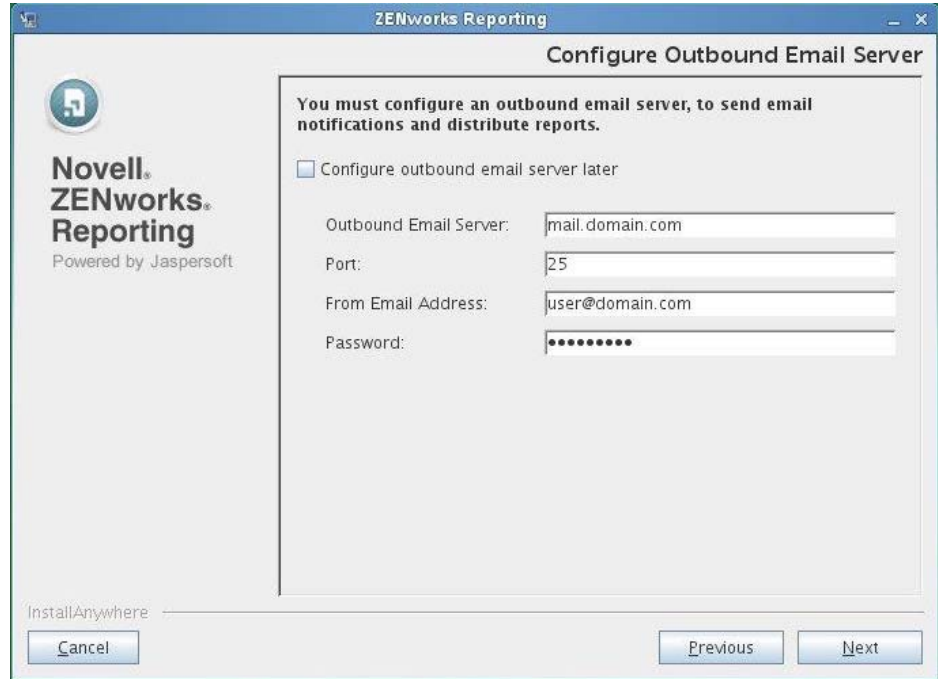 ZENworks Reporting
Configure Outbound Email Server
Novell®
ZENworks®
Reporting
Powered by Jaspersoft
You must configure an outbound email server, to send email
notifications and distribute reports.
Configure outbound email server later
Outbound Email Server: mail.domain.com
Port: 25
From Email Address: user@domain.com
Password: •••••••••
InstallAnywhere
Cancel Previous Next